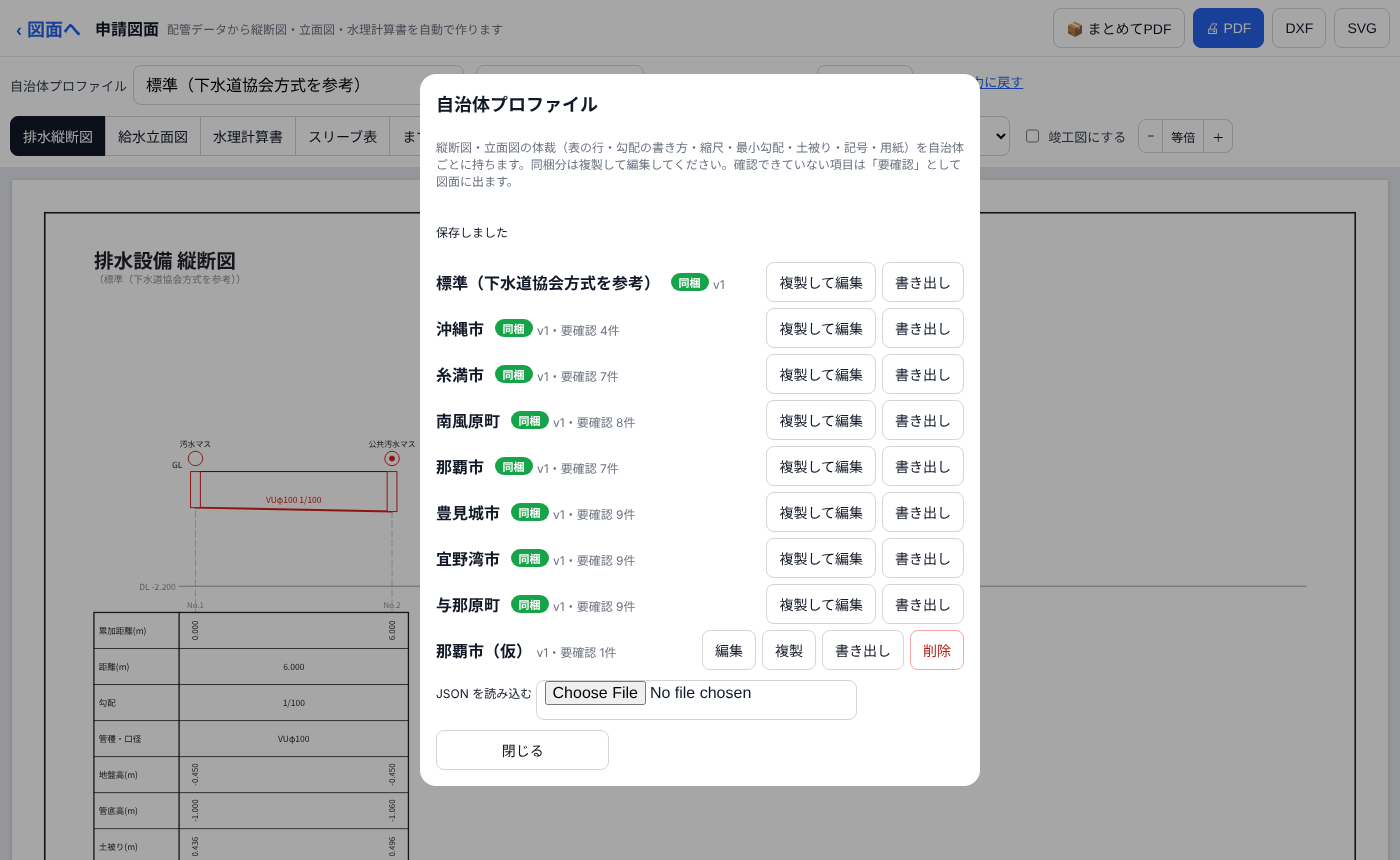 ‹ 図面へ 申請図面 配管データから縦断図・立面図・水理計算書を自動で作ります
📦 まとめてPDF 🖨 PDF DXF SVG
自治体プロファイル 標準（下水道協会方式を参考）
に戻す
排水縦断図 給水立面図 水理計算書 スリーブ表
竣工図にする − 等倍 ＋
自治体プロファイル
縦断図・立面図の体裁（表の行・勾配の書き方・縮尺・最小勾配・土被り・記号・用紙）を自治体
ごとに持ちます。同梱分は複製して編集してください。確認できていない項目は「要確認」として
図面に出ます。
保存しました
標準（下水道協会方式を参考） 同梱 v1 複製して編集 書き出し
沖縄市 同梱 v1・要確認 4件 複製して編集 書き出し
糸満市 同梱 v1・要確認 7件 複製して編集 書き出し
南風原町 同梱 v1・要確認 8件 複製して編集 書き出し
那覇市 同梱 v1・要確認 7件 複製して編集 書き出し
豊見城市 同梱 v1・要確認 9件 複製して編集 書き出し
宜野湾市 同梱 v1・要確認 9件 複製して編集 書き出し
与那原町 同梱 v1・要確認 9件 複製して編集 書き出し
那覇市（仮） v1・要確認 1件 編集 複製 書き出し 削除
JSON を読み込む Choose File No file chosen
閉じる
排水設備 縦断図
（標準（下水道協会方式を参考））
汚水マス 公共汚水マス
GL
VUφ100 1/100
DL -2.200
No.1 No.2
累加距離(m) 0.000 6.000
距離(m) 6.000
勾配 1/100
管種・口径 VUφ100
地盤高(m) -0.450 -0.450
管底高(m) -1.000 -1.060
土被り(m) 0.436 0.496